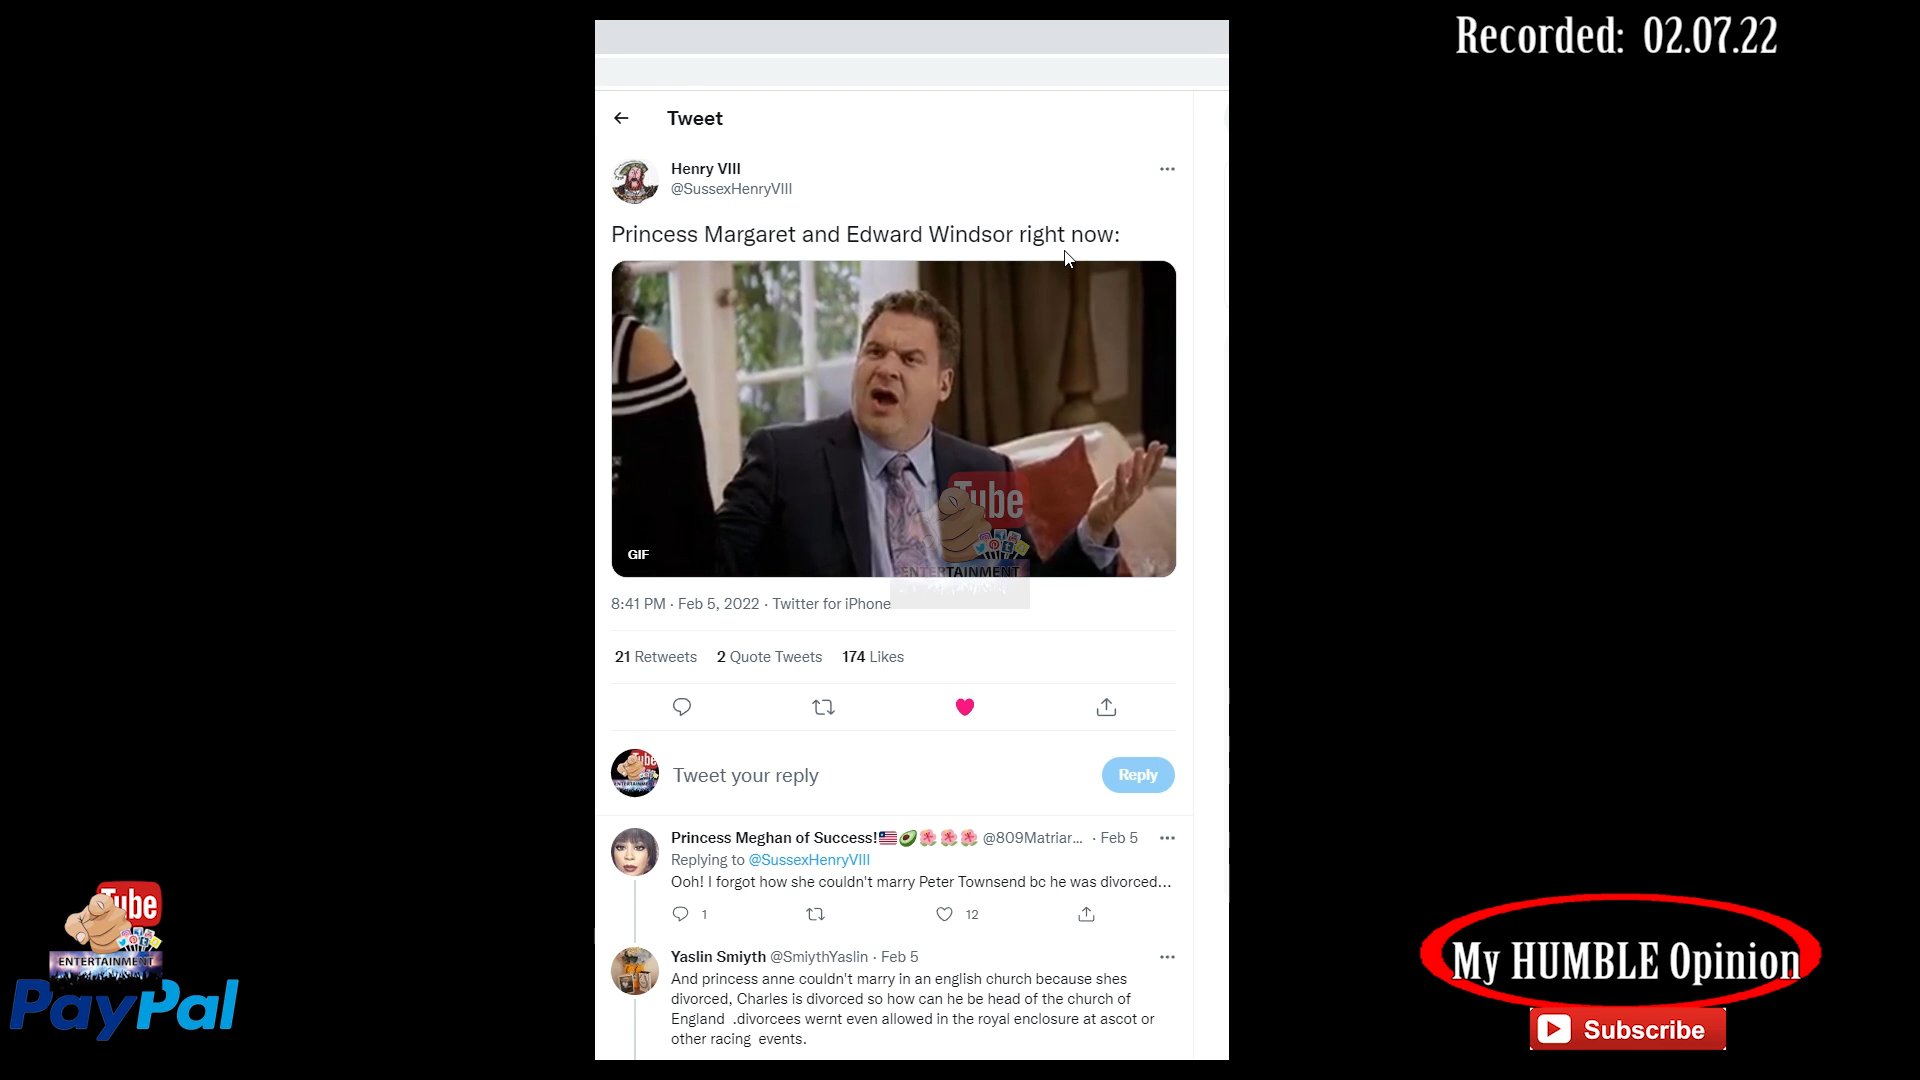 Recorded: 02.07.22
Tweet
Henry VIII
@SussexHenryVIII
Princess Margaret and Edward Windsor right now:
Tube
ENTERTAINMENT
GIF
8:41 PM · Feb 5, 2022 · Twitter for iPhone
21 Retweets 2 Quote Tweets 174 Likes
Tweet your reply
Reply
Princess Meghan of Success! @809Matriar... · Feb 5
Replying to @SussexHenryVIII
Ooh! I forgot how she couldn't marry Peter Townsend bc he was divorced...
1 12
Yaslin Smiyth @SmiythYaslin · Feb 5
And princess anne couldn't marry in an english church because shes
divorced, Charles is divorced so how can he be head of the church of
England .divorcees wernt even allowed in the royal enclosure at ascot or
other racing events.
Tube
ENTERTAINMENT
PayPal
My HUMBLE Opinion
Subscribe